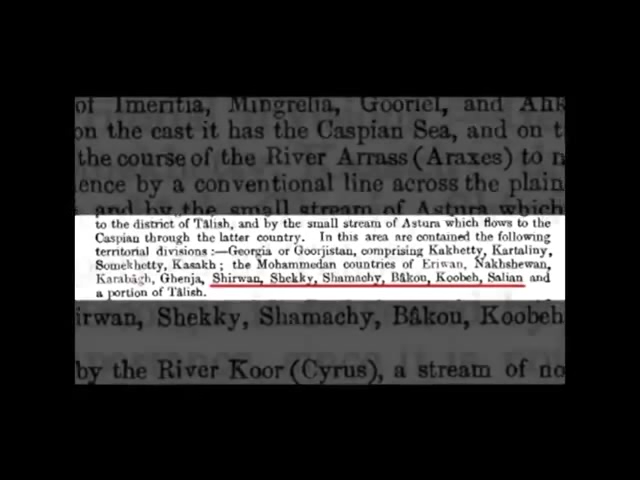 of Imeritia, Mingrelia, Gooriel, and
on the east it has the Caspian Sea, and on
the course of the River Arrass (Araxes) to
ence by a conventional line across the plain
and by the small stream of Astura which
to the district of Tâlish, and by the small stream of Astura which flows to the
Caspian through the latter country. In this area are contained the following
territorial divisions :—Georgia or Goorjistan, comprising Kakhetty, Kartaliny,
Somekhetty, Kasakh ; the Mohammedan countries of Eriwan, Nakhshewan,
Karabâgh, Ghenja, Shirwan, Shekky, Shamachy, Bâkou, Koobeh, Salian and
a portion of Tâlish.
irwan, Shekky, Shamachy, Bâkou, Koobeh
by the River Koor (Cyrus), a stream of no